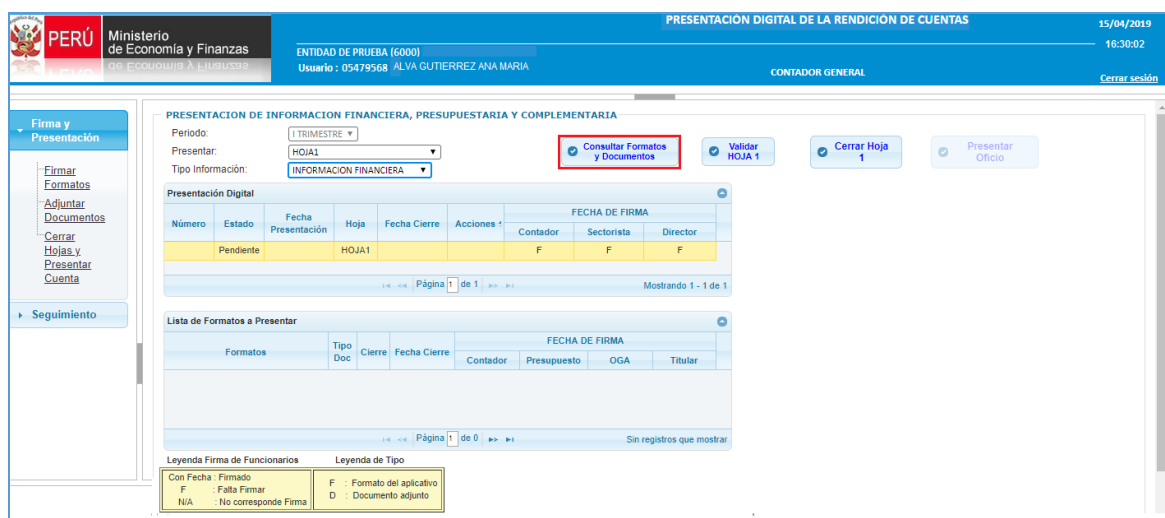 PRESENTACIÓN DIGITAL DE LA RENDICIÓN DE CUENTAS
15/04/2019
PERÚ
Ministerio
de Economía y Finanzas
16:30:02
ENTIDAD DE PRUEBA (6000)
Usuario : 05479568 ALVA GUTIERREZ ANA MARIA
CONTADOR GENERAL
Cerrar sesión
Firma y
Presentación
Firmar
Formatos
Adjuntar
Documentos
Cerrar
Hojas y
Presentar
Cuenta
Seguimiento
PRESENTACION DE INFORMACION FINANCIERA, PRESUPUESTARIA Y COMPLEMENTARIA
Periodo: I TRIMESTRE
Presentar: HOJA1
Tipo Información: INFORMACION FINANCIERA
Consultar Formatos
y Documentos
Validar
HOJA 1
Cerrar Hoja
1
Presentar
Oficio
Presentación Digital
Número Estado Fecha Presentación Hoja Fecha Cierre Acciones FECHA DE FIRMA
Contador Sectorista Director
Pendiente HOJA1 F F F
Página 1 de 1 Mostrando 1 - 1 de 1
Lista de Formatos a Presentar
Formatos Tipo Doc Cierre Fecha Cierre FECHA DE FIRMA
Contador Presupuesto OGA Titular
Página 1 de 0 Sin registros que mostrar
Leyenda Firma de Funcionarios Leyenda de Tipo
Con Fecha : Firmado
F : Falta Firmar
N/A : No corresponde Firma
F : Formato del aplicativo
D : Documento adjunto